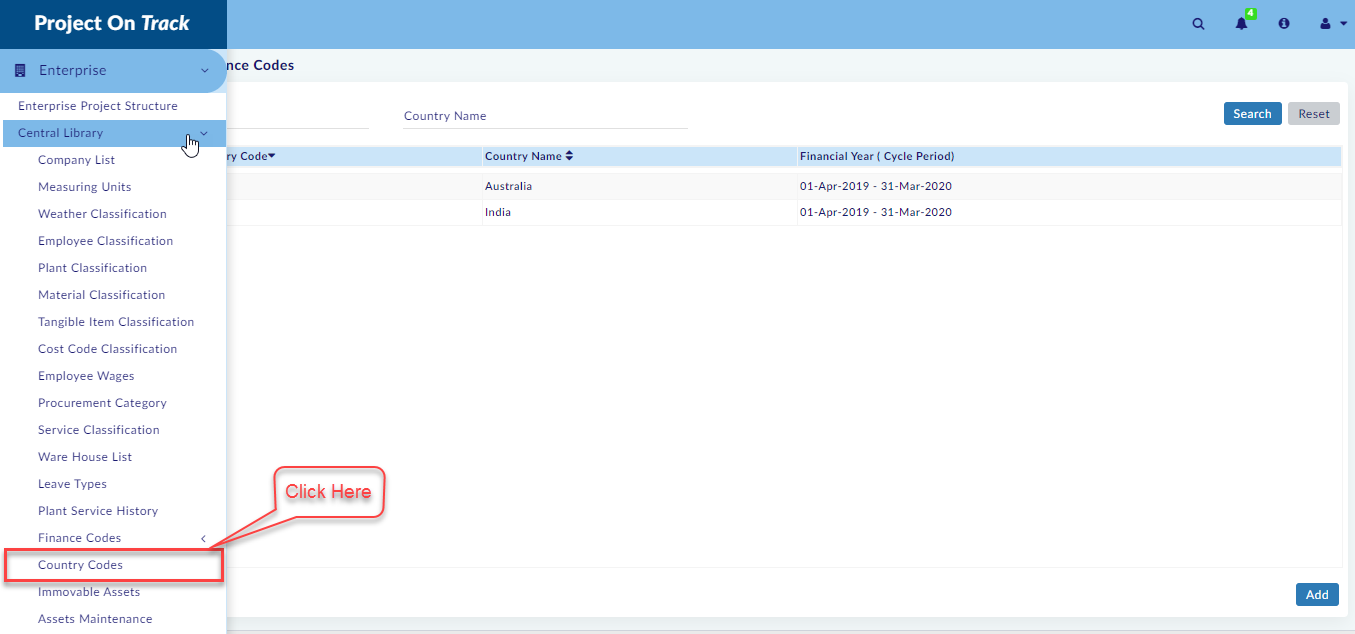 Project On Track
4
Enterprise
nce Codes
Enterprise Project Structure
Central Library
Company List
Measuring Units
Weather Classification
Employee Classification
Plant Classification
Material Classification
Tangible Item Classification
Cost Code Classification
Employee Wages
Procurement Category
Service Classification
Ware House List
Leave Types
Plant Service History
Finance Codes
Country Codes
Immovable Assets
Assets Maintenance
Country Name
Search Reset
ry Code Country Name Financial Year ( Cycle Period)
Australia 01-Apr-2019 - 31-Mar-2020
India 01-Apr-2019 - 31-Mar-2020
Click Here
Add